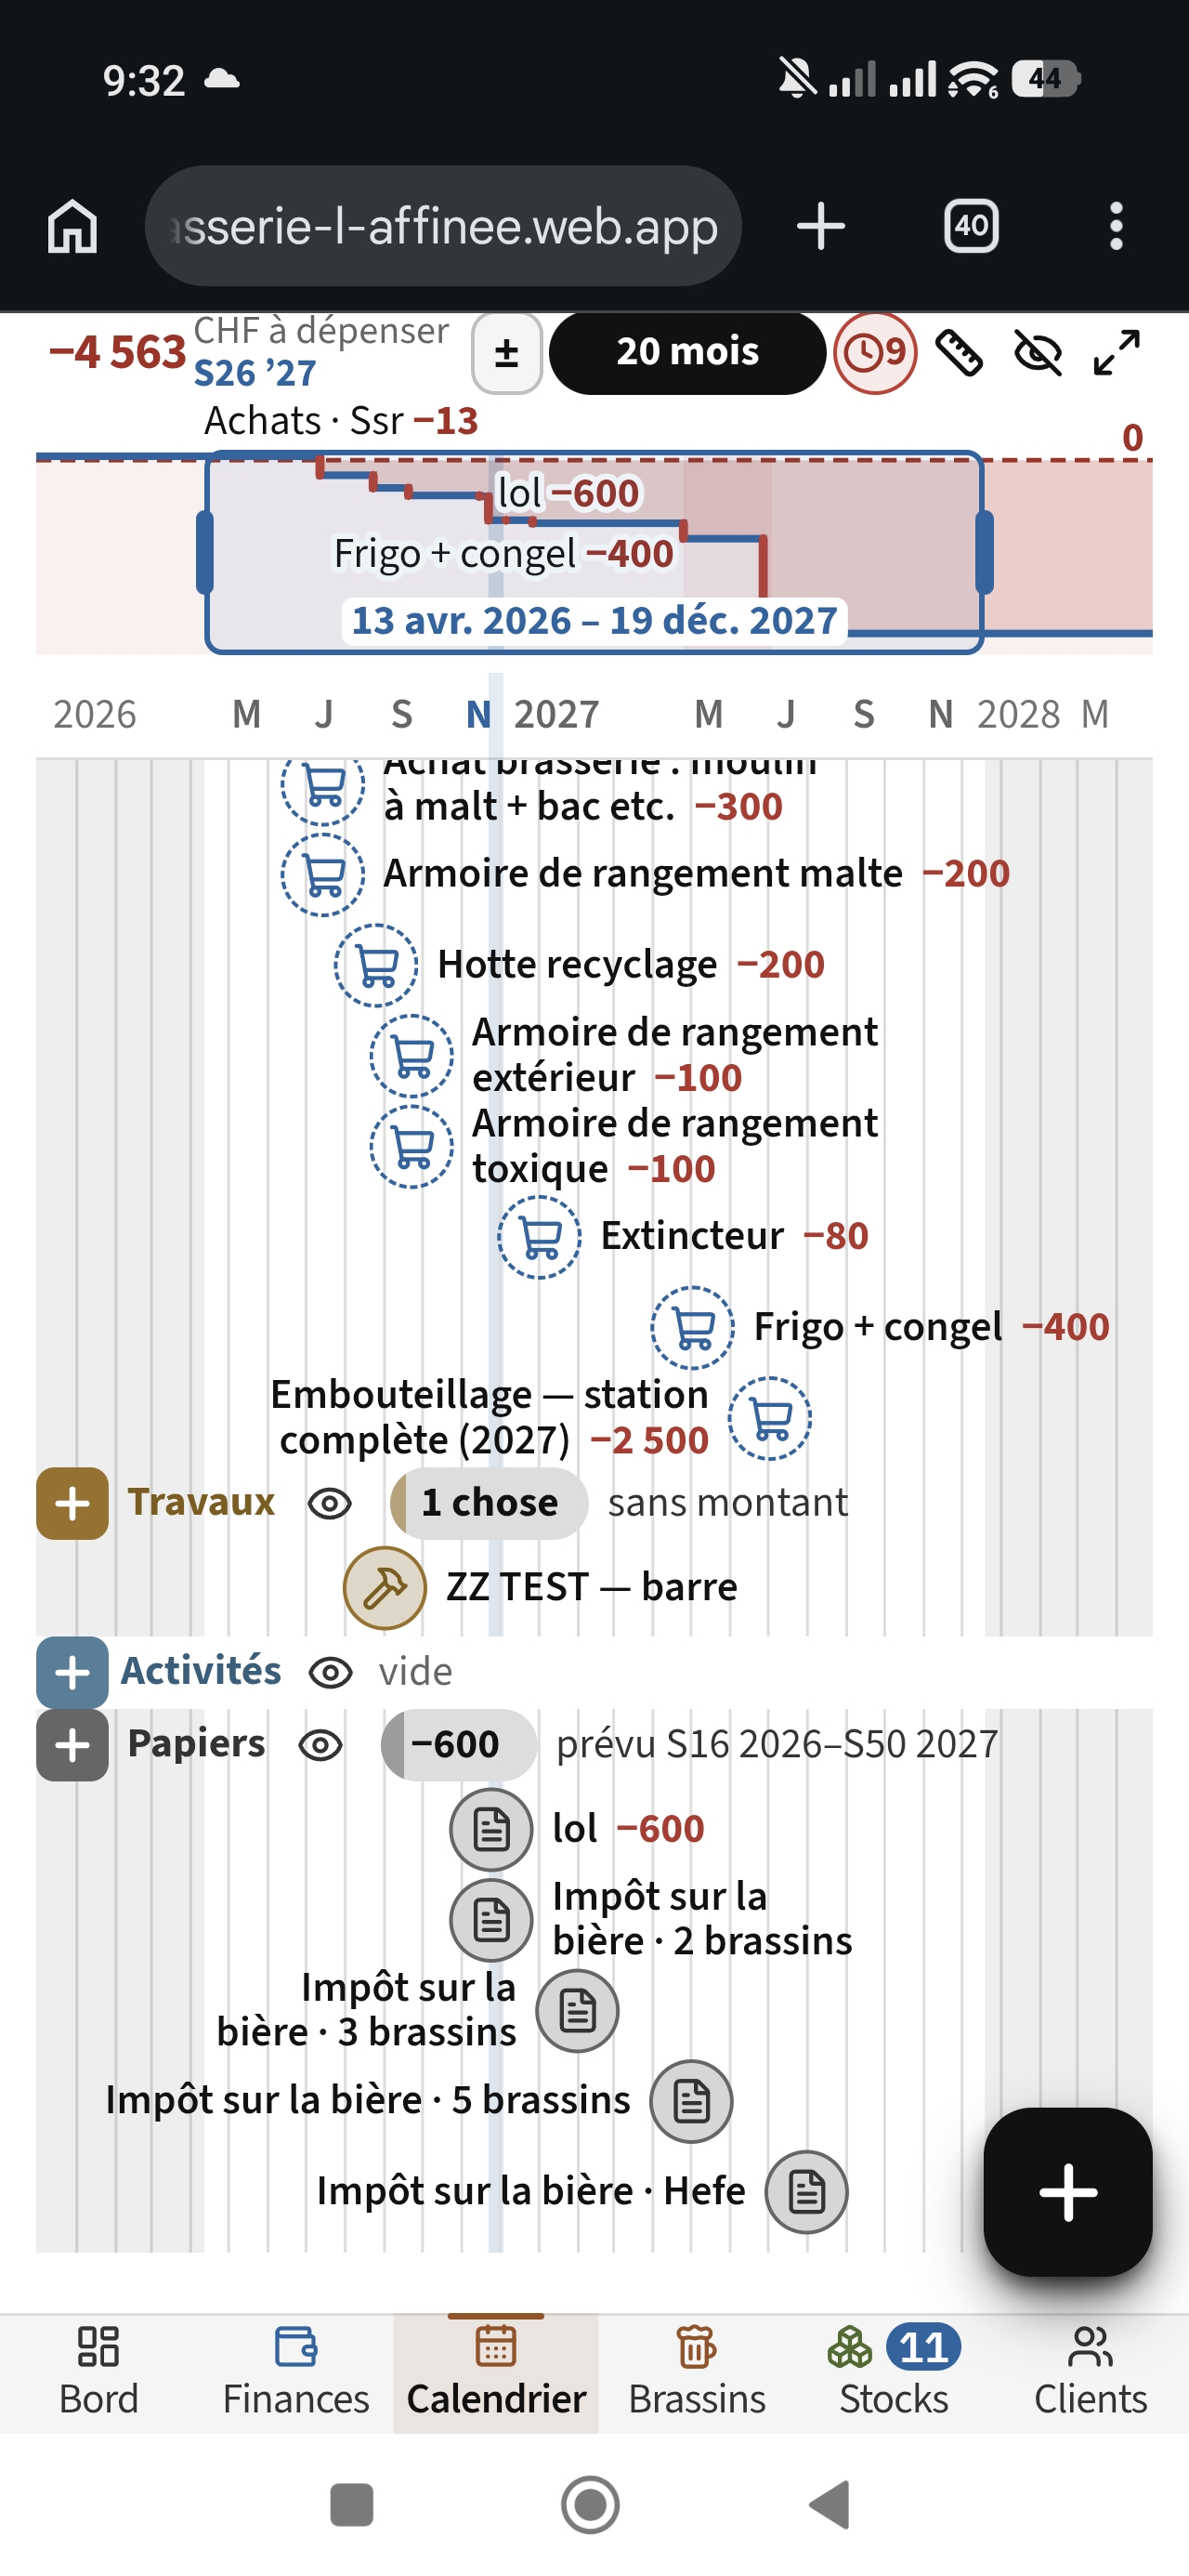 9:32
6
44
asserie-l-affinee.web.app
40
−4 563
CHF à dépenser
S26 ’27
±
20 mois
9
Achats · Ssr −13
0
lol −600
Frigo + congel −400
13 avr. 2026 – 19 déc. 2027
2026 M J S N 2027 M J S N 2028 M
Achat brasserie : moulin
à malt + bac etc. −300
Armoire de rangement malte −200
Hotte recyclage −200
Armoire de rangement
extérieur −100
Armoire de rangement
toxique −100
Extincteur −80
Frigo + congel −400
Embouteillage — station
complète (2027) −2 500
Travaux 1 chose sans montant
ZZ TEST — barre
Activités vide
Papiers −600 prévu S16 2026–S50 2027
lol −600
Impôt sur la
bière · 2 brassins
Impôt sur la
bière · 3 brassins
Impôt sur la bière · 5 brassins
Impôt sur la bière · Hefe
11
Bord Finances Calendrier Brassins Stocks Clients